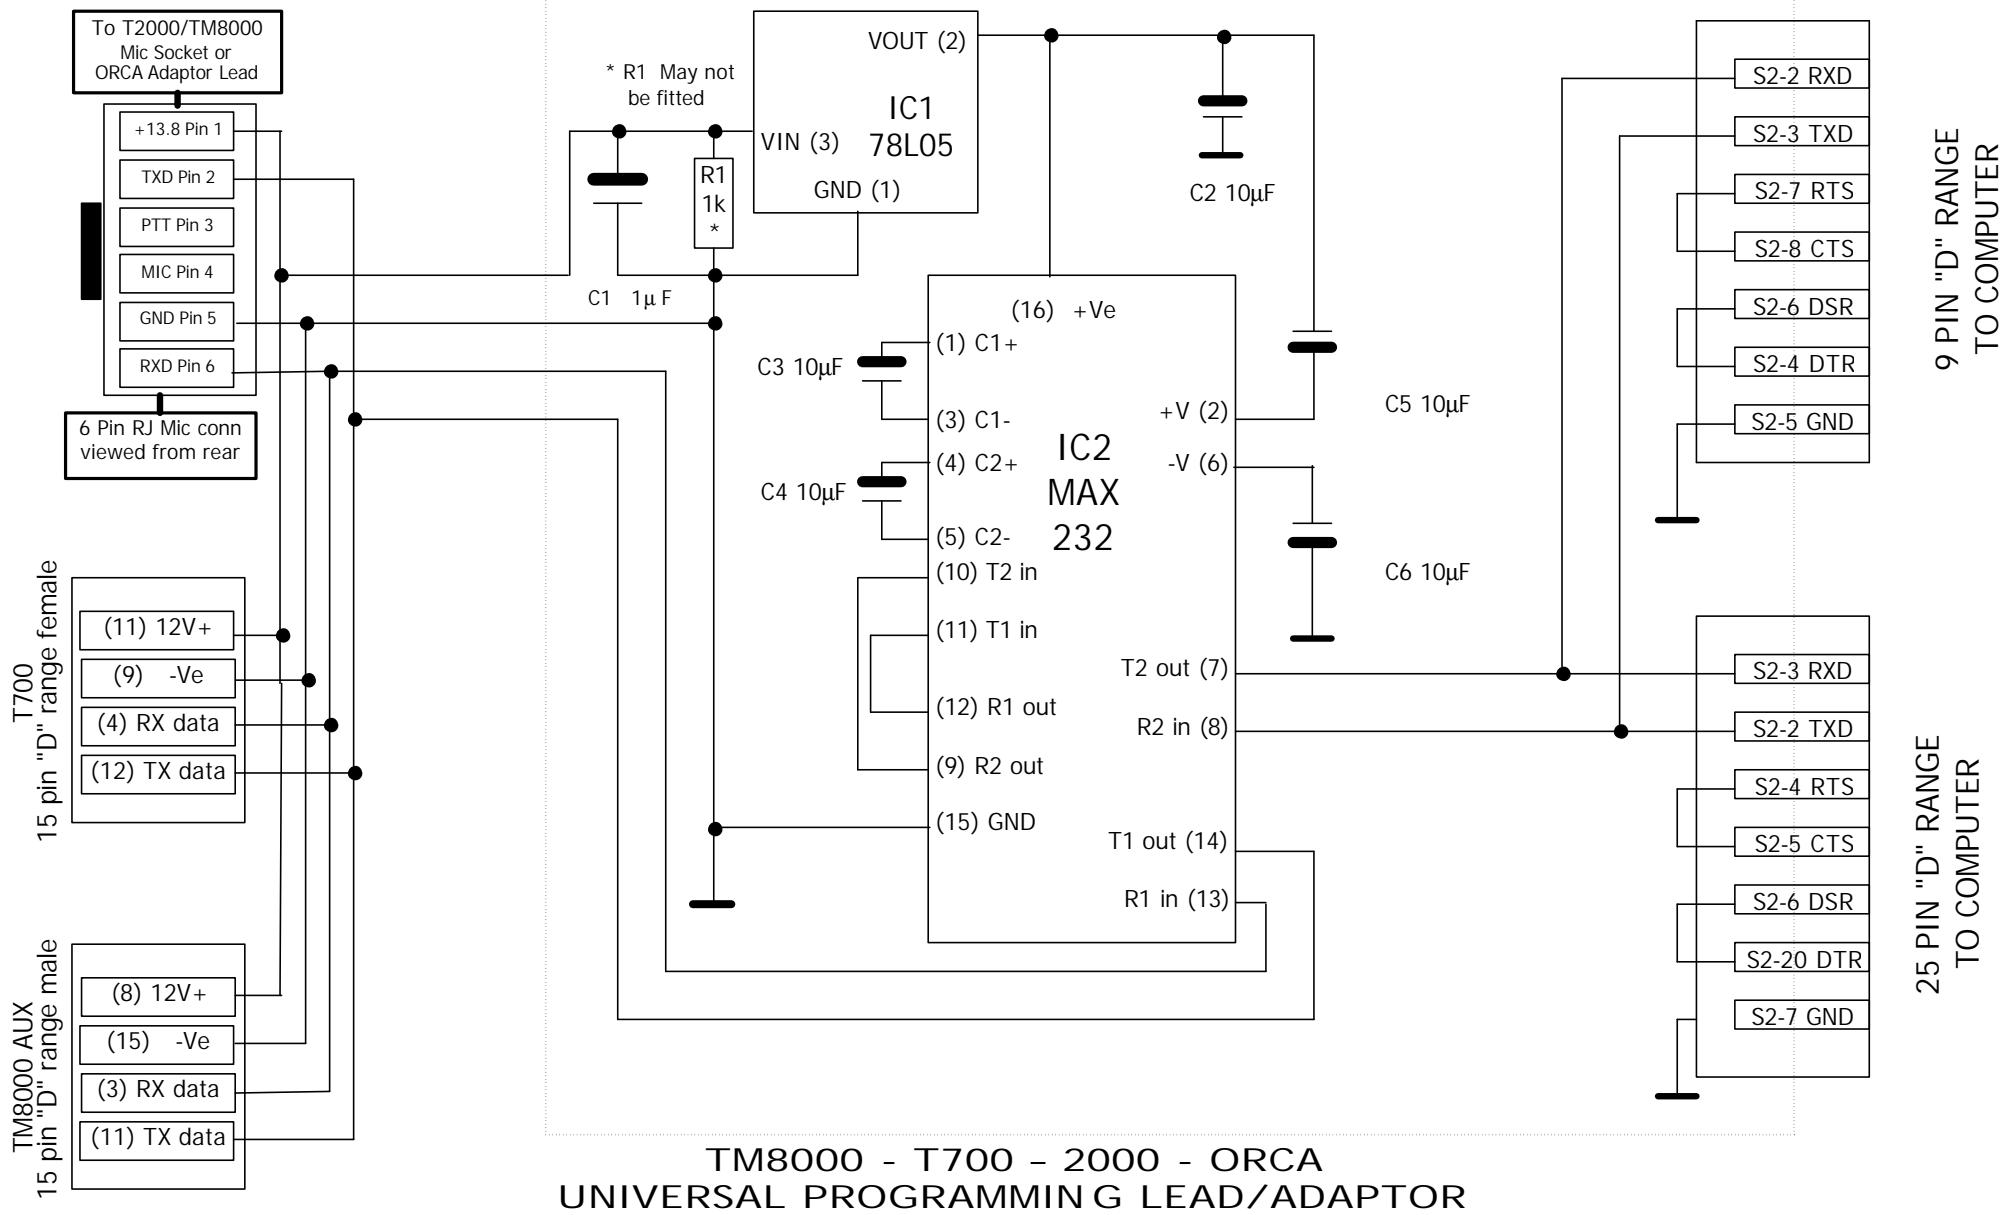 To T2000/TM8000
Mic Socket or
ORCA Adaptor Lead
+13.8 Pin 1
TXD Pin 2
PTT Pin 3
MIC Pin 4
GND Pin 5
RXD Pin 6
6 Pin RJ Mic conn
viewed from rear
T700
15 pin "D" range female
(11) 12V+
(9) -Ve
(4) RX data
(12) TX data
TM8000 AUX
15 pin "D" range male
(8) 12V+
(15) -Ve
(3) RX data
(11) TX data
* R1 May not
be fitted
C1 1µF
R1
1k
*
VOUT (2)
IC1
78L05
VIN (3)
GND (1)
C2 10µF
C3 10µF
C4 10µF
(16) +Ve
(1) C1+
(3) C1-
(4) C2+
(5) C2-
(10) T2 in
(11) T1 in
(12) R1 out
(9) R2 out
(15) GND
IC2
MAX
232
+V (2)
-V (6)
T2 out (7)
R2 in (8)
T1 out (14)
R1 in (13)
C5 10µF
C6 10µF
S2-2 RXD
S2-3 TXD
S2-7 RTS
S2-8 CTS
S2-6 DSR
S2-4 DTR
S2-5 GND
9 PIN "D" RANGE
TO COMPUTER
S2-3 RXD
S2-2 TXD
S2-4 RTS
S2-5 CTS
S2-6 DSR
S2-20 DTR
S2-7 GND
25 PIN "D" RANGE
TO COMPUTER
TM8000 - T700 – 2000 - ORCA
UNIVERSAL PROGRAMMING LEAD/ADAPTOR